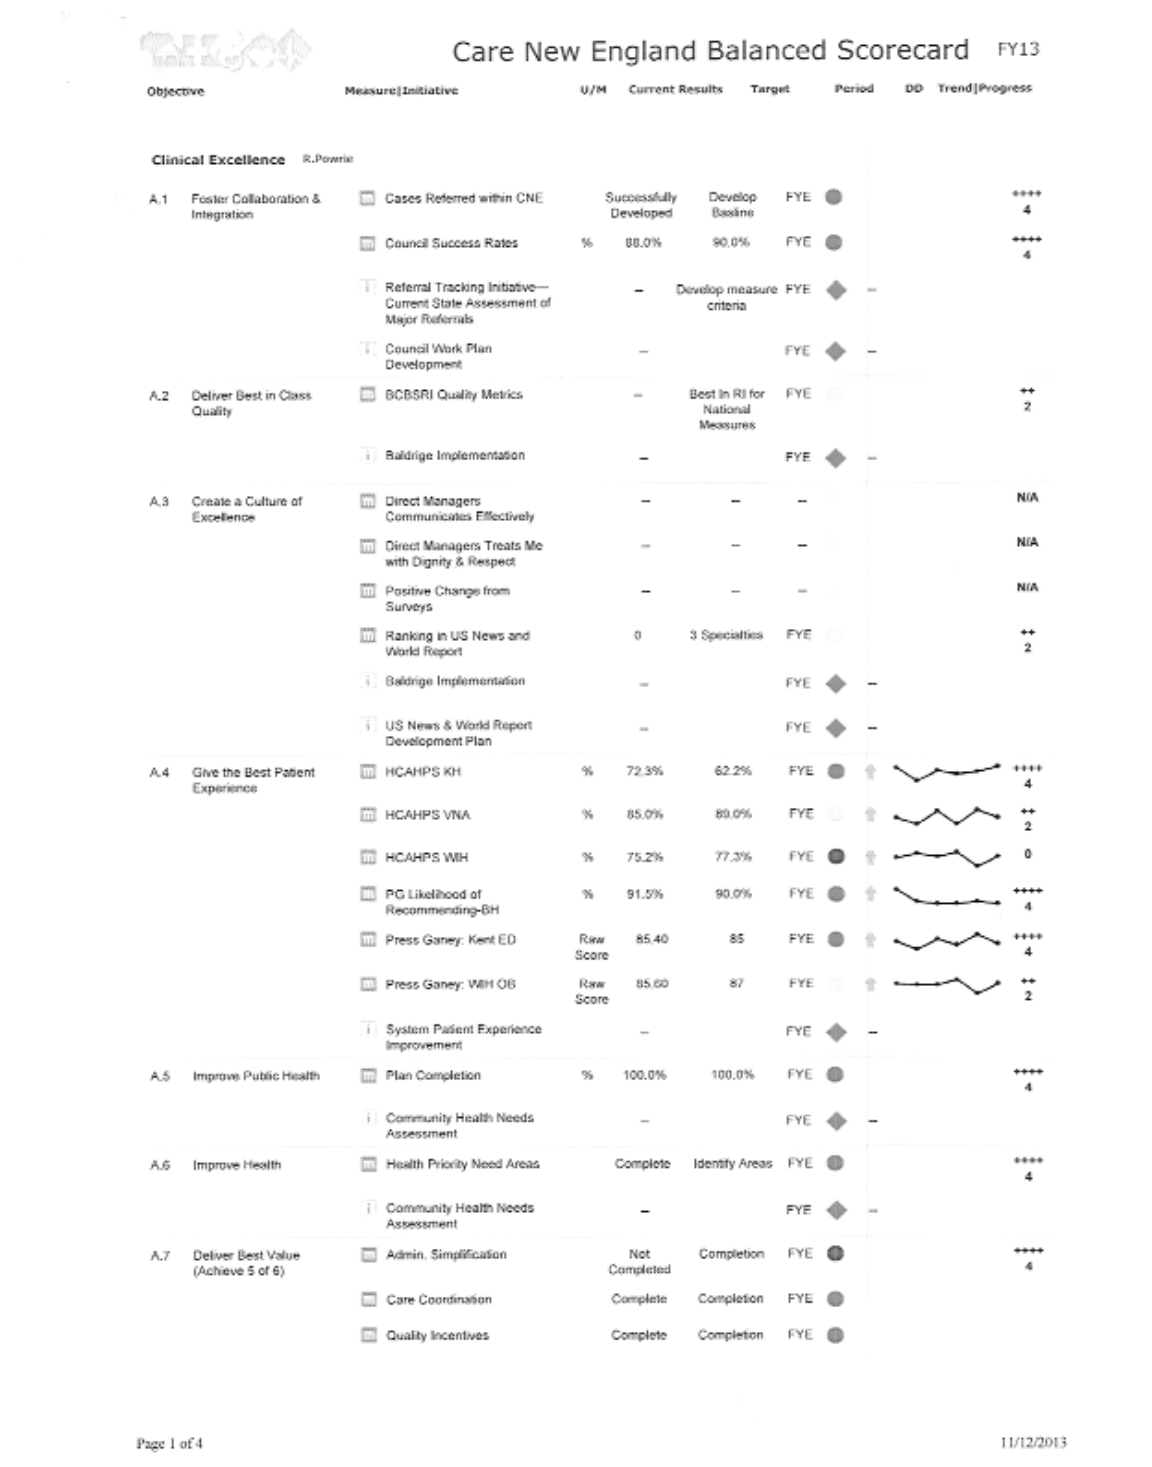 Care New England Balanced Scorecard FY13
Objective Measure|Initiative U/M Current Results Target Period DD Trend|Progress
Clinical Excellence R.Powrie
A.1 Foster Collaboration & Cases Referred within CNE Successfully Develop FYE ++++
Integration Developed Basline 4
Council Success Rates % 88.0% 90.0% FYE ++++
4
Referral Tracking Initiative— – Develop measure FYE –
Current State Assessment of criteria
Major Referrals
Council Work Plan – FYE –
Development
A.2 Deliver Best in Class BCBSRI Quality Metrics – Best In RI for FYE ++
Quality National 2
Measures
Baldrige Implementation – FYE –
A.3 Create a Culture of Direct Managers – – – N/A
Excellence Communicates Effectively
Direct Managers Treats Me – – – N/A
with Dignity & Respect
Positive Change from – – – N/A
Surveys
Ranking in US News and 0 3 Specialties FYE ++
World Report 2
Baldrige Implementation – FYE –
US News & World Report – FYE –
Development Plan
A.4 Give the Best Patient HCAHPS KH % 72.3% 62.2% FYE ++++
Experience 4
HCAHPS VNA % 85.0% 89.0% FYE ++
2
HCAHPS WIH % 75.2% 77.3% FYE 0
PG Likelihood of % 91.5% 90.0% FYE ++++
Recommending-BH 4
Press Ganey: Kent ED Raw 85.40 85 FYE ++++
Score 4
Press Ganey: WIH OB Raw 85.60 87 FYE ++
Score 2
System Patient Experience – FYE –
Improvement
A.5 Improve Public Health Plan Completion % 100.0% 100.0% FYE ++++
4
Community Health Needs – FYE –
Assessment
A.6 Improve Health Health Priority Need Areas Complete Identify Areas FYE ++++
4
Community Health Needs – FYE –
Assessment
A.7 Deliver Best Value Admin. Simplification Not Completion FYE ++++
(Achieve 5 of 6) Completed 4
Care Coordination Complete Completion FYE
Quality Incentives Complete Completion FYE
Page 1 of 4 11/12/2013